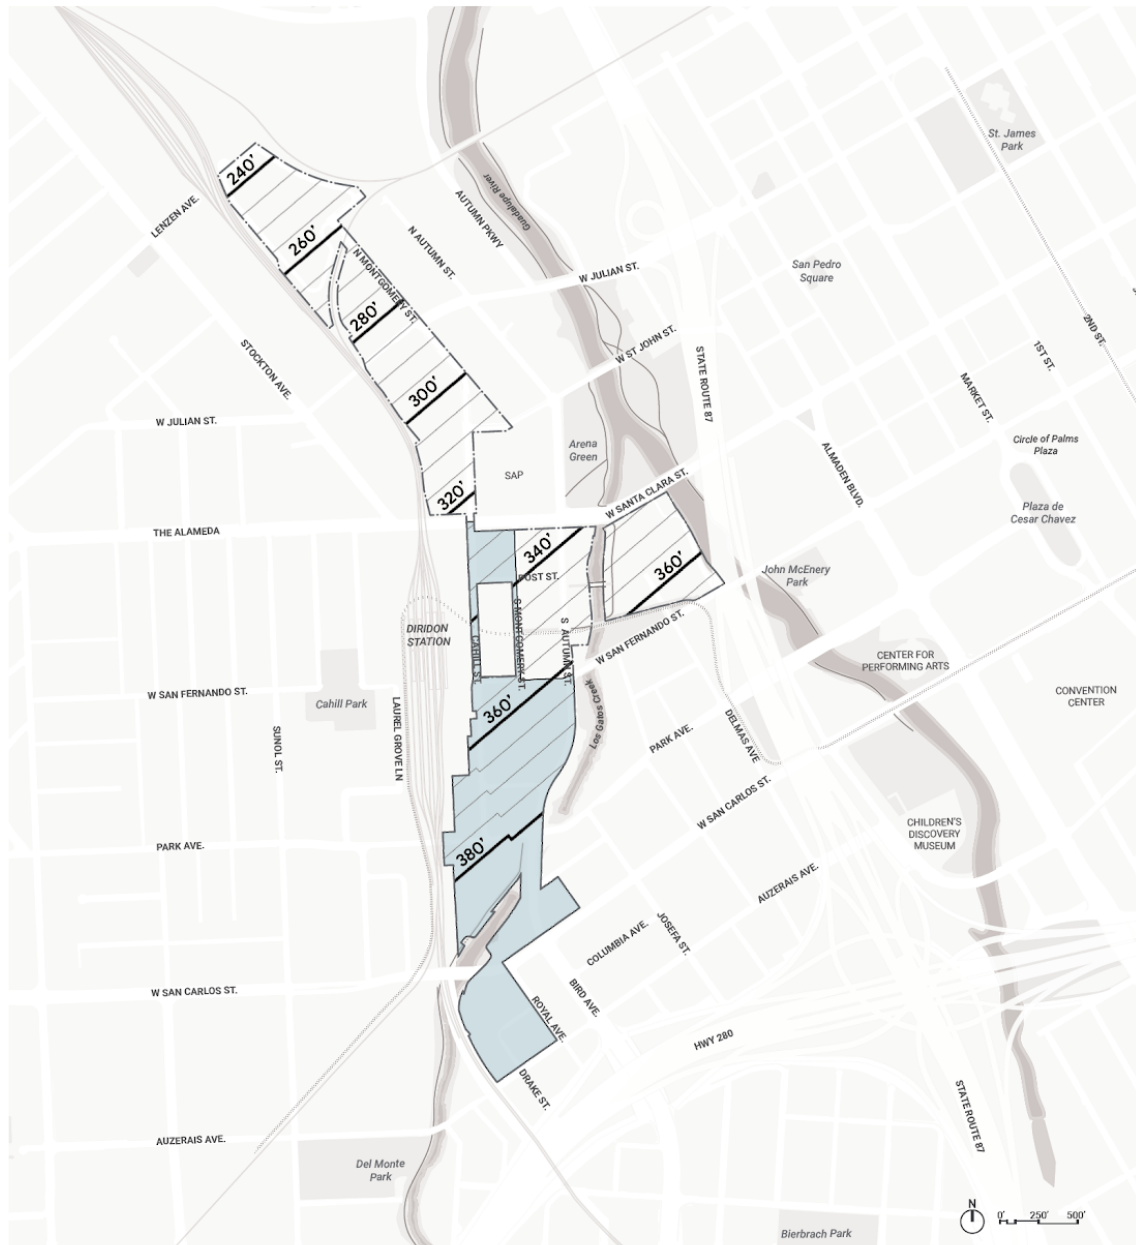 St. James
Park
240'
Guadalupe River
LENZEN AVE.
AUTUMN PKWY
N AUTUMN ST.
260'
N MONTGOMERY ST.
W JULIAN ST.
San Pedro
Square
280'
2ND ST.
W ST JOHN ST.
1ST ST.
STOCKTON AVE.
STATE ROUTE 87
300'
MARKET ST.
W JULIAN ST.
Arena
Green
Circle of Palms
Plaza
SAP
ALMADEN BLVD.
320'
W SANTA CLARA ST.
Plaza de
Cesar Chavez
THE ALAMEDA
340'
360'
POST ST.
John McEnery
Park
DIRIDON
STATION
S MONTGOMERY ST.
S AUTUMN ST.
CAHILL ST.
W SAN FERNANDO ST.
CENTER FOR
PERFORMING ARTS
W SAN FERNANDO ST.
CONVENTION
CENTER
Cahill Park
360'
LAUREL GROVE LN
SUNOL ST.
Los Gatos Creek
PARK AVE.
DELMAS AVE
W SAN CARLOS ST.
CHILDREN'S
DISCOVERY
MUSEUM
PARK AVE.
380'
AUZERAIS AVE.
COLUMBIA AVE.
JOSEFA ST.
W SAN CARLOS ST.
BIRD AVE.
ROYAL AVE.
HWY 280
DRAKE ST.
STATE ROUTE 87
AUZERAIS AVE.
Del Monte
Park
N
0' 250' 500'
Bierbrach Park